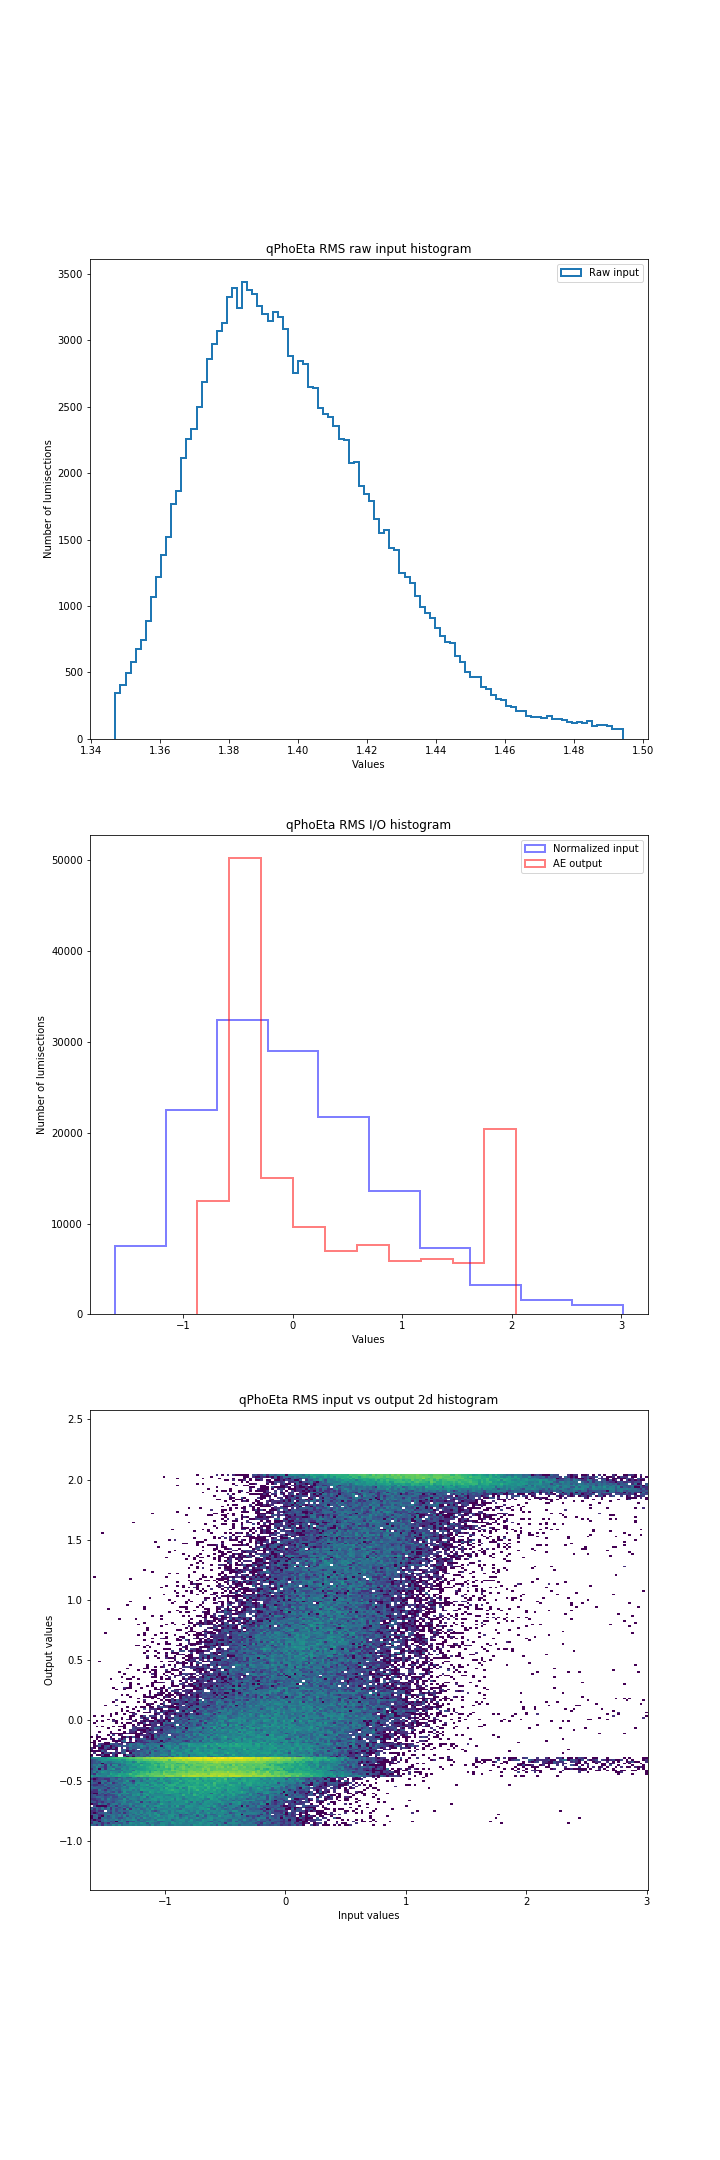 qPhoEta RMS raw input histogram
Raw input
3500
3000
2500
2000
1500
1000
500
0
Number of lumisections
1.34 1.36 1.38 1.40 1.42 1.44 1.46 1.48 1.50
Values
qPhoEta RMS I/O histogram
Normalized input
AE output
50000
40000
30000
20000
10000
0
Number of lumisections
−1 0 1 2 3
Values
qPhoEta RMS input vs output 2d histogram
2.5
2.0
1.5
1.0
0.5
0.0
−0.5
−1.0
Output values
−1 0 1 2 3
Input values